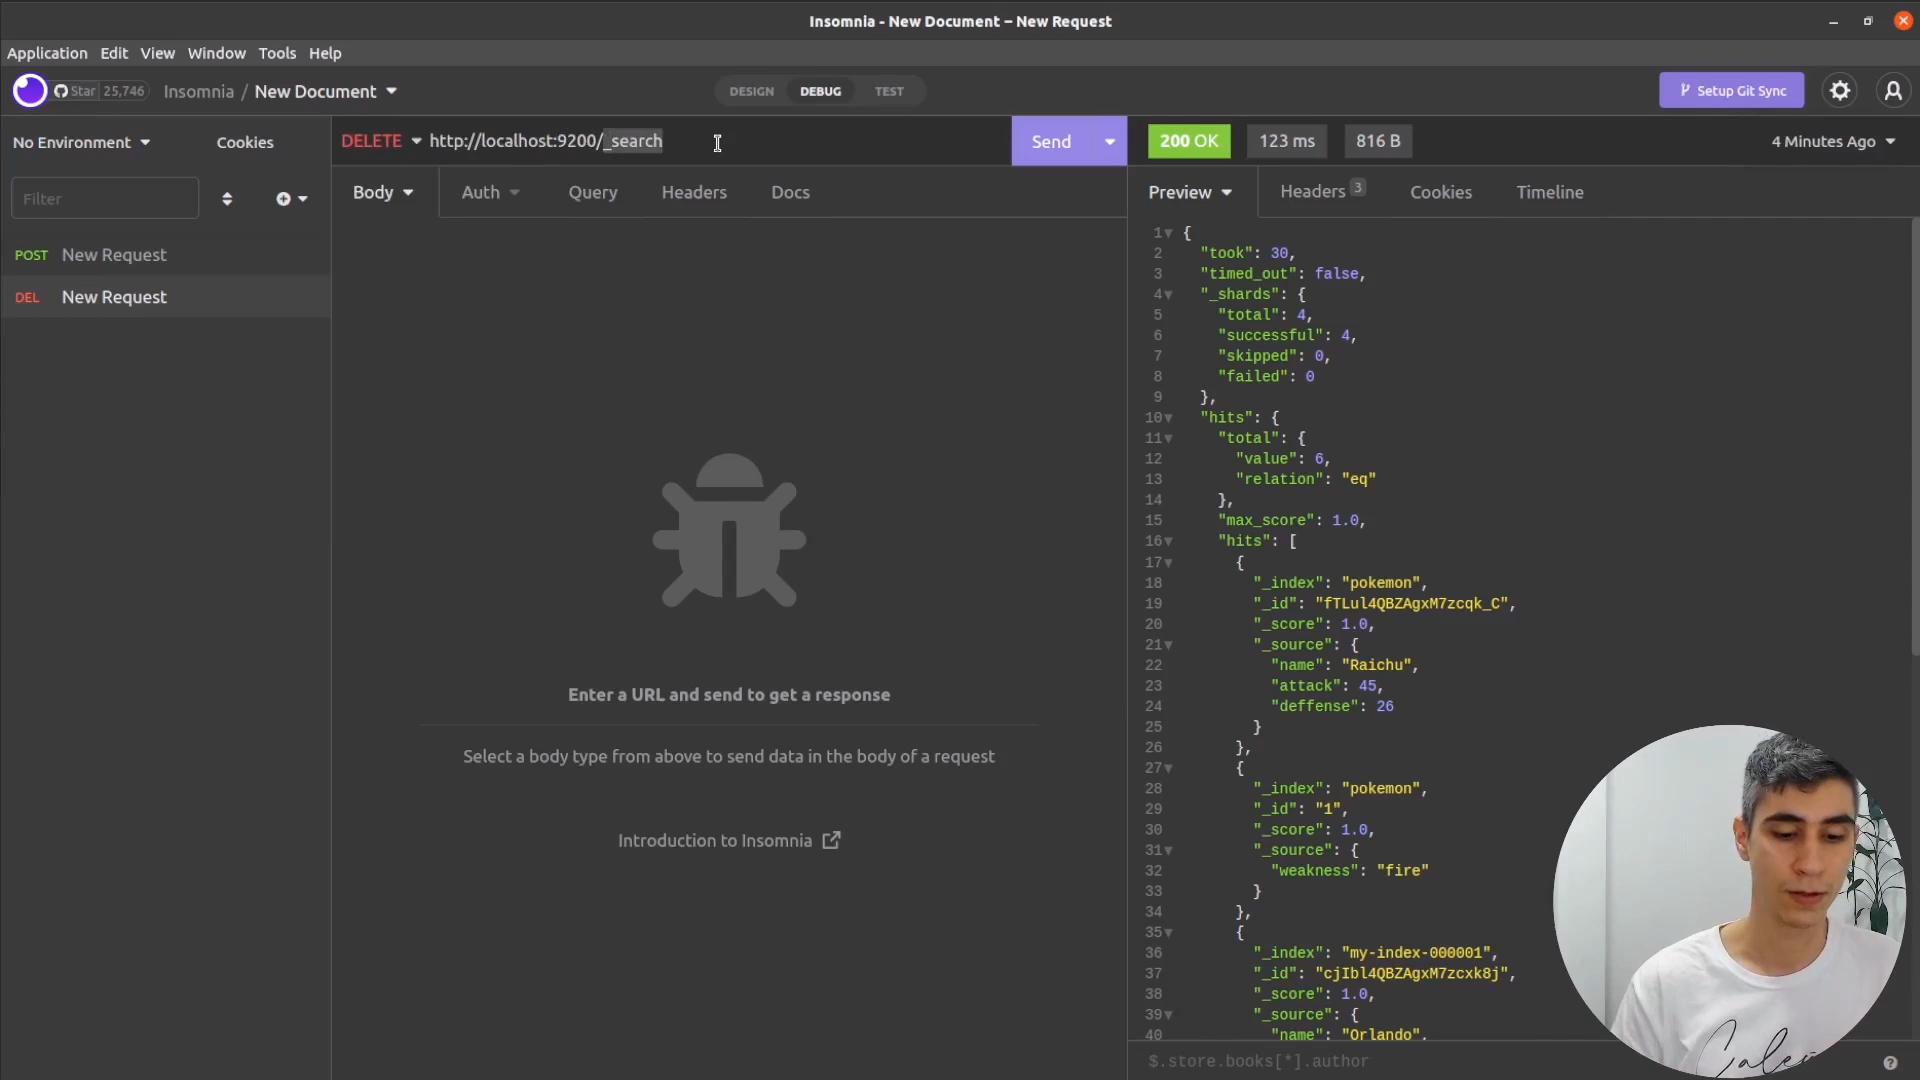 Insomnia - New Document – New Request
Application Edit View Window Tools Help
Star 25,746 Insomnia / New Document DESIGN DEBUG TEST Setup Git Sync
No Environment Cookies DELETE http://localhost:9200/_search Send 200 OK 123 ms 816 B 4 Minutes Ago
Filter Body Auth Query Headers Docs Preview Headers 3 Cookies Timeline
POST New Request
DEL New Request
Enter a URL and send to get a response
Select a body type from above to send data in the body of a request
Introduction to Insomnia
1 {
2 "took": 30,
3 "timed_out": false,
4 "_shards": {
5 "total": 4,
6 "successful": 4,
7 "skipped": 0,
8 "failed": 0
9 },
10 "hits": {
11 "total": {
12 "value": 6,
13 "relation": "eq"
14 },
15 "max_score": 1.0,
16 "hits": [
17 {
18 "_index": "pokemon",
19 "_id": "fTLul4QBZAgxM7zcqk_C",
20 "_score": 1.0,
21 "_source": {
22 "name": "Raichu",
23 "attack": 45,
24 "deffense": 26
25 }
26 },
27 {
28 "_index": "pokemon",
29 "_id": "1",
30 "_score": 1.0,
31 "_source": {
32 "weakness": "fire"
33 }
34 },
35 {
36 "_index": "my-index-000001",
37 "_id": "cjIbl4QBZAgxM7zcxk8j",
38 "_score": 1.0,
39 "_source": {
40 "name": "Orlando",
$.store.books[*].author